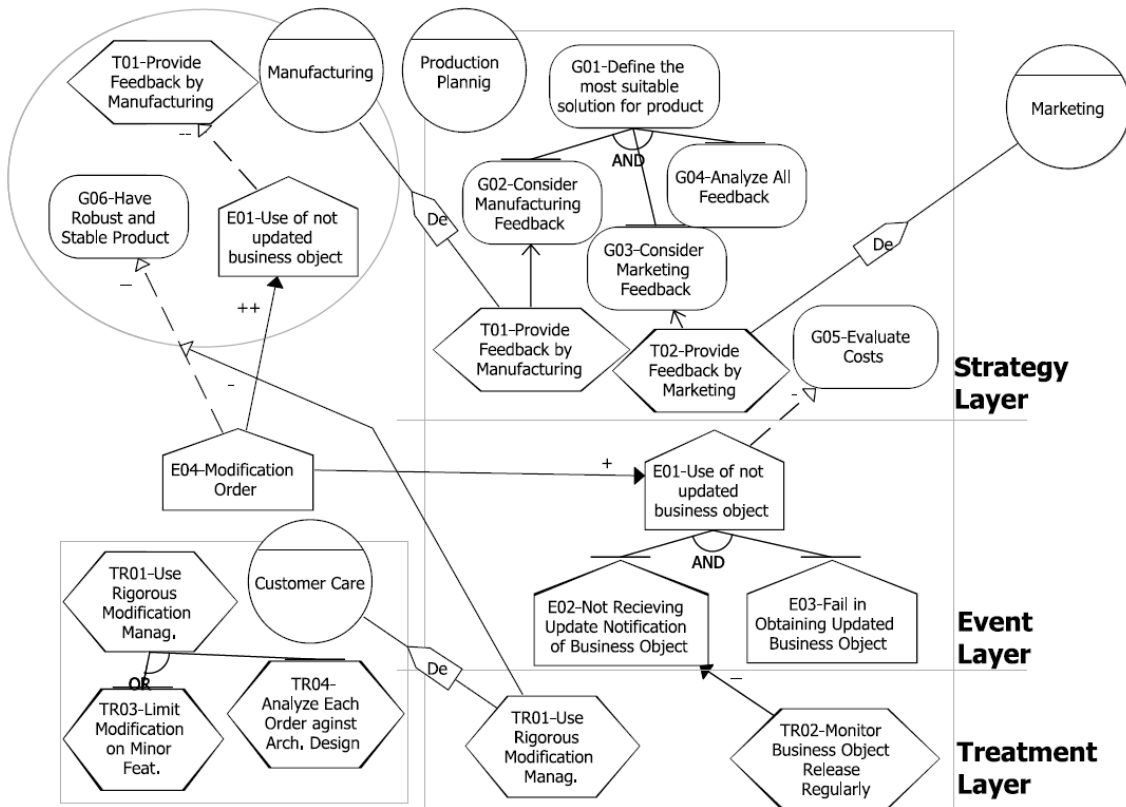 T01-Provide
Feedback by
Manufacturing
Manufacturing
Production
Plannig
G01-Define the
most suitable
solution for product
Marketing
--
AND
G02-Consider
Manufacturing
Feedback
G04-Analyze All
Feedback
G06-Have
Robust and
Stable Product
E01-Use of not
updated
business object
De
De
G03-Consider
Marketing
Feedback
_
++
T01-Provide
Feedback by
Manufacturing
T02-Provide
Feedback by
Marketing
G05-Evaluate
Costs
Strategy
Layer
-
-
E04-Modification
Order
+
E01-Use of not
updated
business object
AND
TR01-Use
Rigorous
Modification
Manag.
Customer Care
E02-Not Recieving
Update Notification
of Business Object
E03-Fail in
Obtaining Updated
Business Object
Event
Layer
De
_
OR
TR03-Limit
Modification
on Minor
Feat.
TR04-
Analyze Each
Order aginst
Arch. Design
TR01-Use
Rigorous
Modification
Manag.
TR02-Monitor
Business Object
Release
Regularly
Treatment
Layer